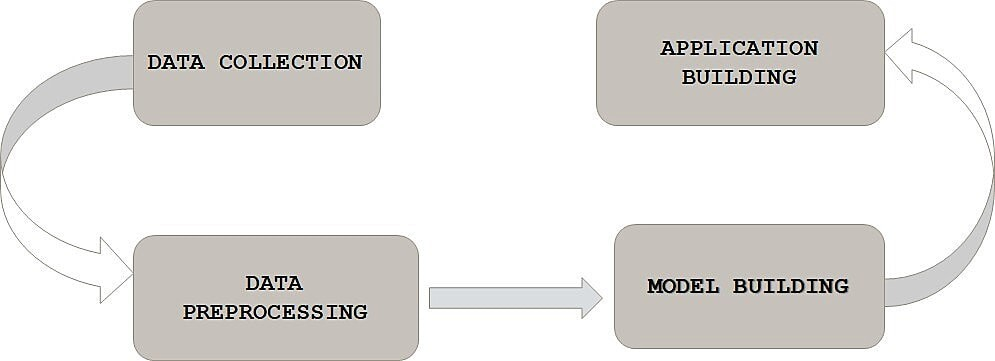 DATA COLLECTION
DATA
PREPROCESSING
MODEL BUILDING
APPLICATION
BUILDING